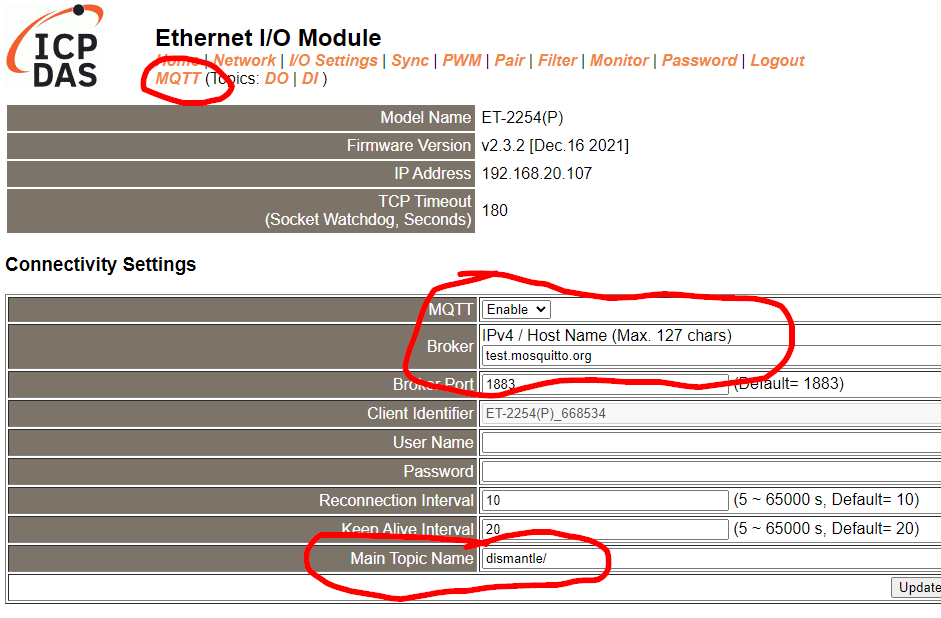 ICP
DAS
Ethernet I/O Module
Home | Network | I/O Settings | Sync | PWM | Pair | Filter | Monitor | Password | Logout
MQTT (Topics: DO | DI )
Model Name ET-2254(P)
Firmware Version v2.3.2 [Dec.16 2021]
IP Address 192.168.20.107
TCP Timeout
(Socket Watchdog, Seconds) 180
Connectivity Settings
MQTT Enable
Broker IPv4 / Host Name (Max. 127 chars)
test.mosquitto.org
Broker Port 1883 (Default= 1883)
Client Identifier ET-2254(P)_668534
User Name
Password
Reconnection Interval 10 (5 ~ 65000 s, Default= 10)
Keep Alive Interval 20 (5 ~ 65000 s, Default= 20)
Main Topic Name dismantle/
Update